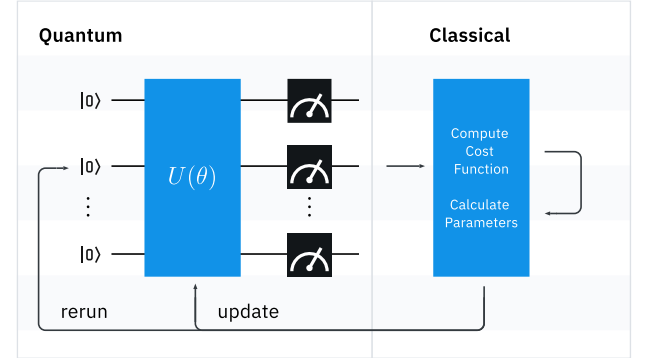 Quantum
Classical
|0⟩
|0⟩
|0⟩
U(θ)
Compute
Cost
Function
Calculate
Parameters
rerun
update